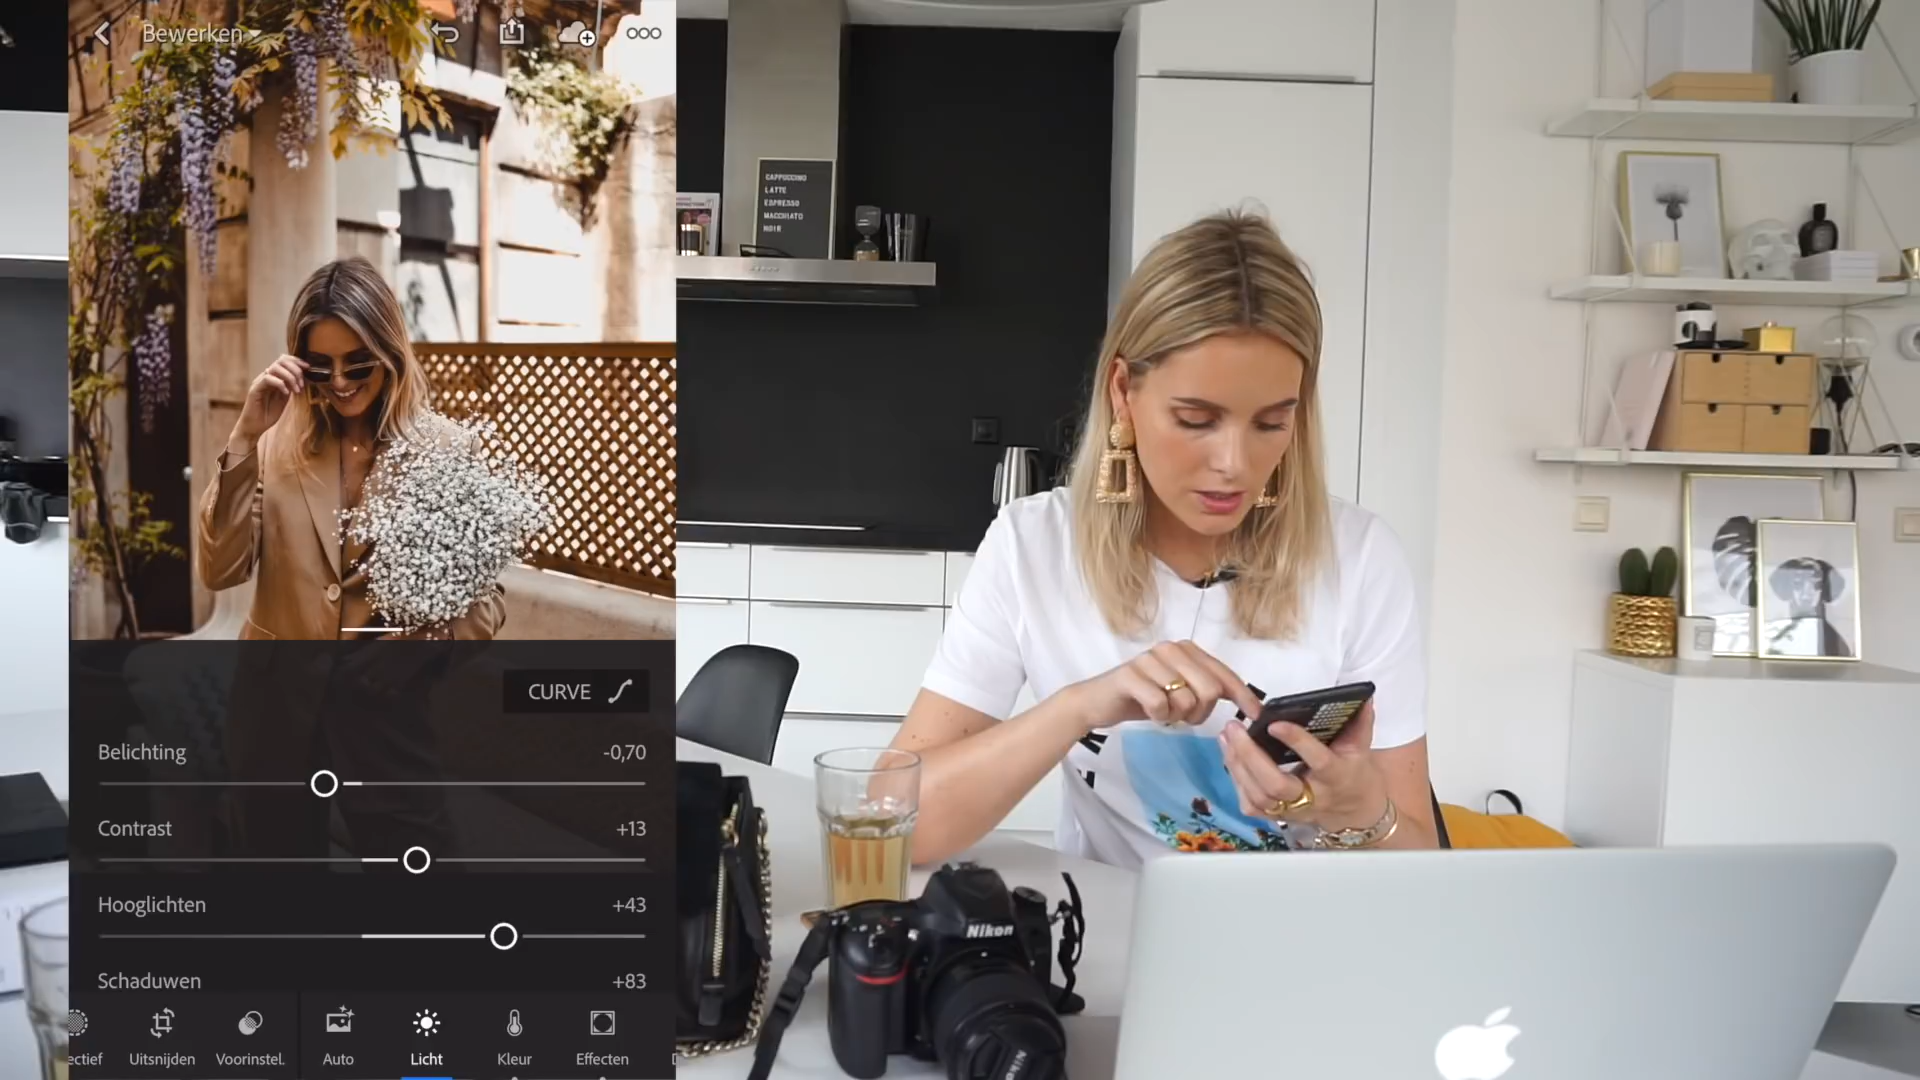 Bewerken
CURVE
Belichting -0,70
Contrast +13
Hooglichten +43
Schaduwen +83
ectief Uitsnijden Voorinstel. Auto Licht Kleur Effecten
CAPPUCCINO
LATTE
ESPRESSO
MACCHIATO
NOIR
Nikon
Nikon